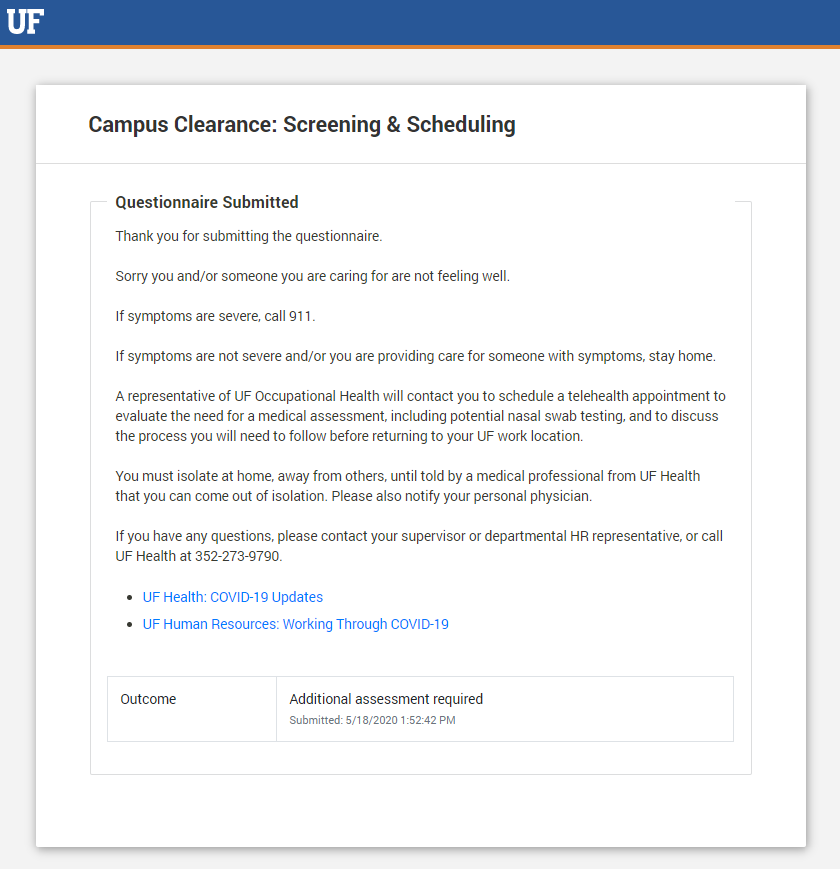 UF
Campus Clearance: Screening & Scheduling
Questionnaire Submitted
Thank you for submitting the questionnaire.
Sorry you and/or someone you are caring for are not feeling well.
If symptoms are severe, call 911.
If symptoms are not severe and/or you are providing care for someone with symptoms, stay home.
A representative of UF Occupational Health will contact you to schedule a telehealth appointment to
evaluate the need for a medical assessment, including potential nasal swab testing, and to discuss
the process you will need to follow before returning to your UF work location.
You must isolate at home, away from others, until told by a medical professional from UF Health
that you can come out of isolation. Please also notify your personal physician.
If you have any questions, please contact your supervisor or departmental HR representative, or call
UF Health at 352-273-9790.
• UF Health: COVID-19 Updates
• UF Human Resources: Working Through COVID-19
Outcome
Additional assessment required
Submitted: 5/18/2020 1:52:42 PM